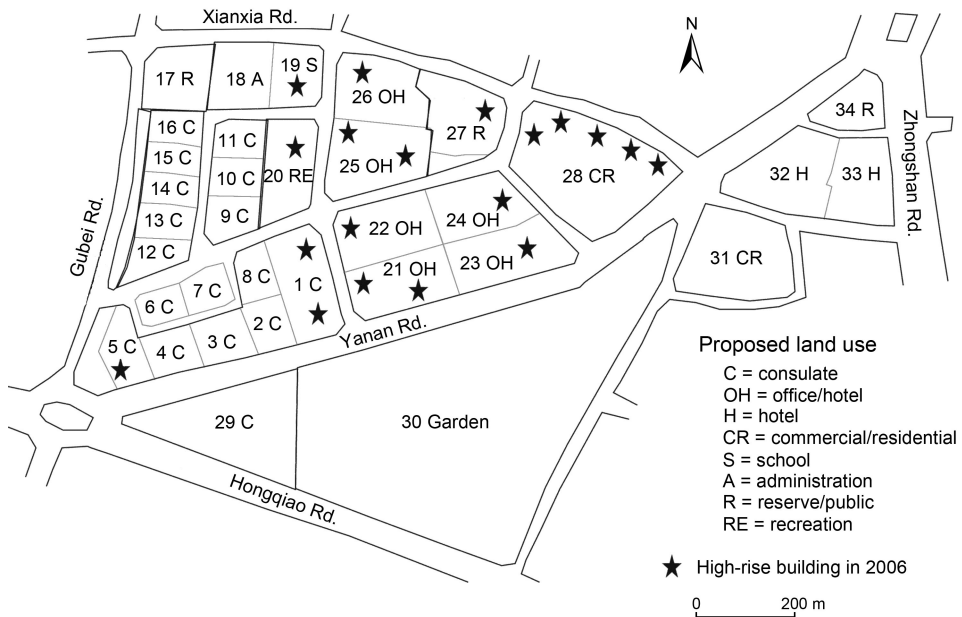 Xianxia Rd.
N
17 R
18 A
19 S
26 OH
27 R
34 R
16 C
15 C
14 C
13 C
12 C
11 C
10 C
9 C
20 RE
25 OH
28 CR
32 H
33 H
Zhongshan Rd.
Gubei Rd.
22 OH
24 OH
21 OH
23 OH
31 CR
6 C
7 C
8 C
1 C
5 C
4 C
3 C
2 C
Yanan Rd.
29 C
30 Garden
Hongqiao Rd.
Proposed land use
C = consulate
OH = office/hotel
H = hotel
CR = commercial/residential
S = school
A = administration
R = reserve/public
RE = recreation
High-rise building in 2006
0 200 m